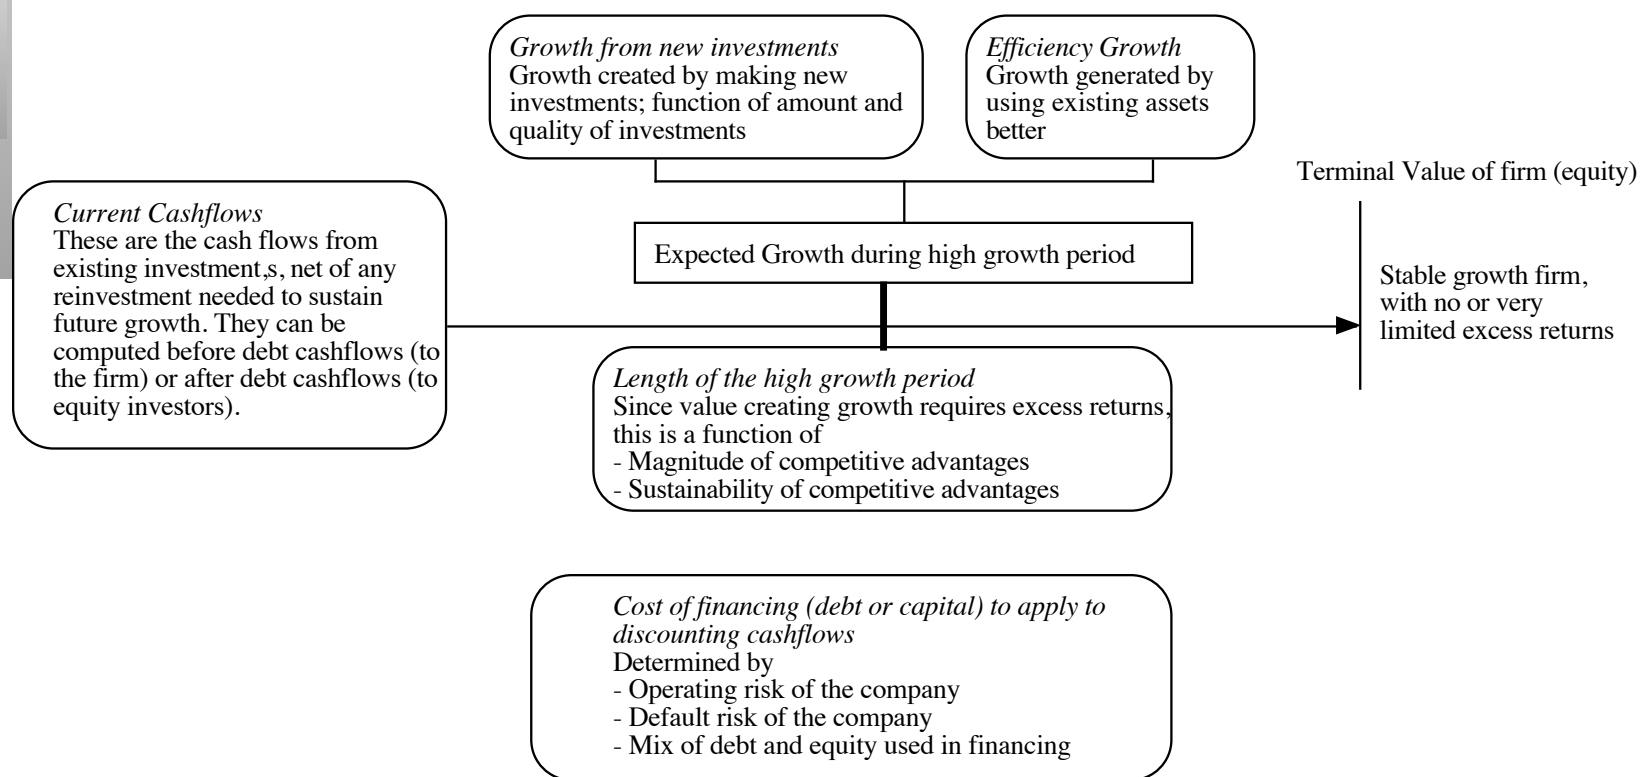 Growth from new investments
Growth created by making new
investments; function of amount and
quality of investments
Efficiency Growth
Growth generated by
using existing assets
better
Terminal Value of firm (equity)
Current Cashflows
These are the cash flows from
existing investment,s, net of any
reinvestment needed to sustain
future growth. They can be
computed before debt cashflows (to
the firm) or after debt cashflows (to
equity investors).
Expected Growth during high growth period
Stable growth firm,
with no or very
limited excess returns
Length of the high growth period
Since value creating growth requires excess returns,
this is a function of
- Magnitude of competitive advantages
- Sustainability of competitive advantages
Cost of financing (debt or capital) to apply to
discounting cashflows
Determined by
- Operating risk of the company
- Default risk of the company
- Mix of debt and equity used in financing